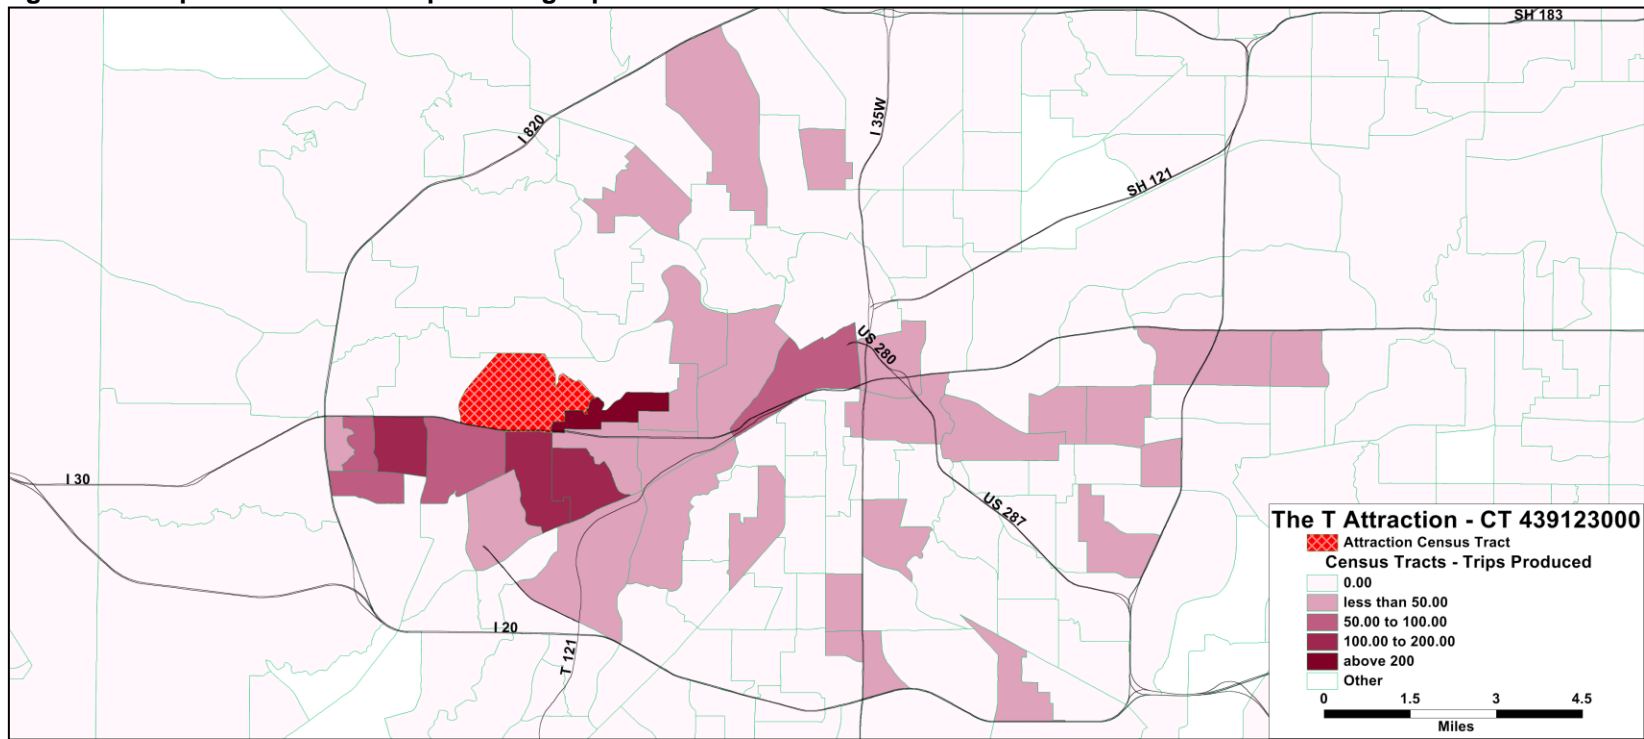 SH 183
I 820
I 35W
SH 121
US 280
I 30
US 287
I 20
T 121
The T Attraction - CT 439123000
Attraction Census Tract
Census Tracts - Trips Produced
0.00
less than 50.00
50.00 to 100.00
100.00 to 200.00
above 200
Other
0 1.5 3 4.5
Miles